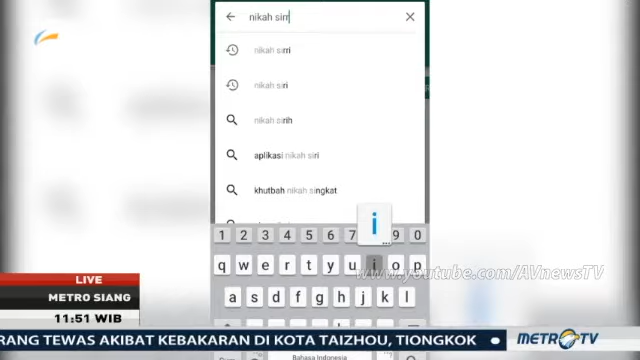 nikah sirr
nikah sirri
nikah siri
nikah sirih
aplikasi nikah siri
khutbah nikah singkat
i
1 2 3 4 5 6 7 9 0
q w e r t y u i o p
www.youtube.com/AVnewsTV
a s d f g h j k l
LIVE
METRO SIANG
11:51 WIB
RANG TEWAS AKIBAT KEBAKARAN DI KOTA TAIZHOU, TIONGKOK
METRO TV
Bahasa Indonesia